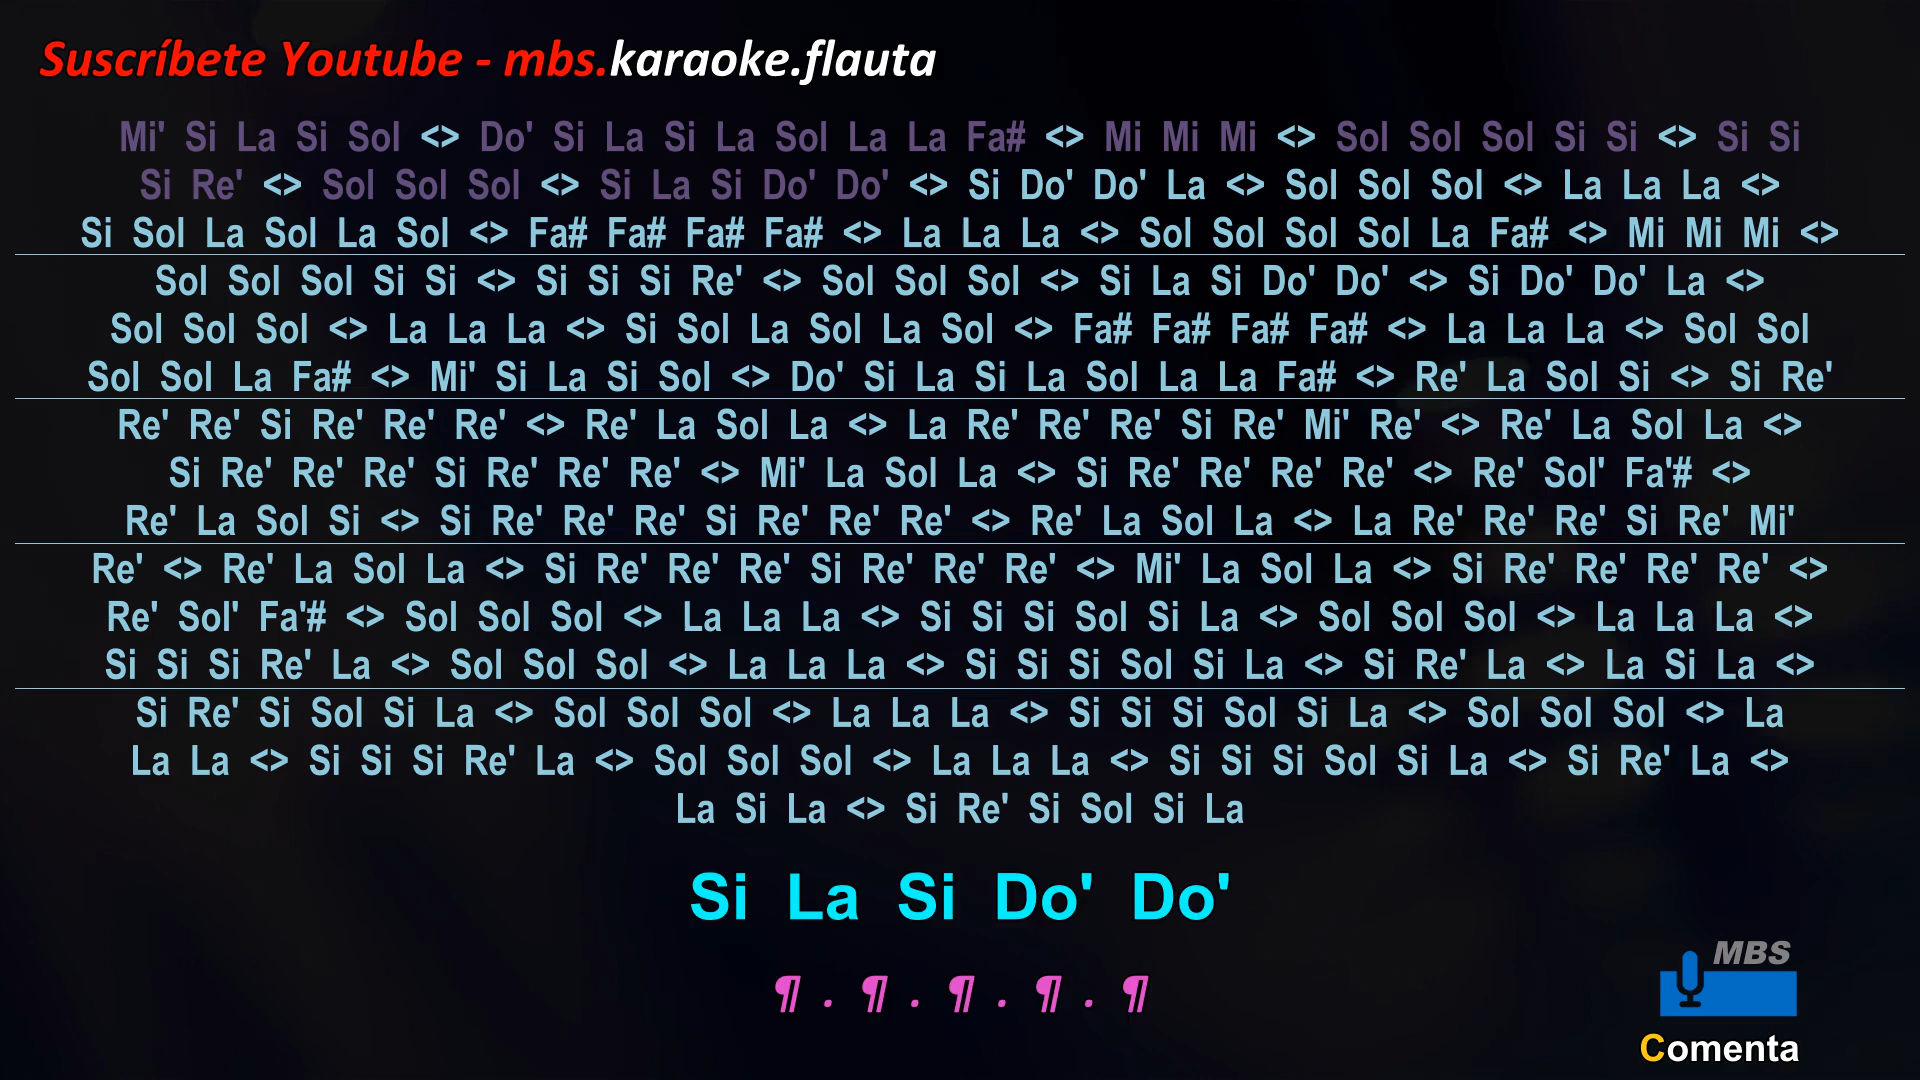 Suscríbete Youtube - mbs.karaoke.flauta
Mi' Si La Si Sol <> Do' Si La Si La Sol La La Fa# <> Mi Mi Mi <> Sol Sol Sol Si Si <> Si Si
Si Re' <> Sol Sol Sol <> Si La Si Do' Do' <> Si Do' Do' La <> Sol Sol Sol <> La La La <>
Si Sol La Sol La Sol <> Fa# Fa# Fa# Fa# <> La La La <> Sol Sol Sol Sol La Fa# <> Mi Mi Mi <>
Sol Sol Sol Si Si <> Si Si Si Re' <> Sol Sol Sol <> Si La Si Do' Do' <> Si Do' Do' La <>
Sol Sol Sol <> La La La <> Si Sol La Sol La Sol <> Fa# Fa# Fa# Fa# <> La La La <> Sol Sol
Sol Sol La Fa# <> Mi' Si La Si Sol <> Do' Si La Si La Sol La La Fa# <> Re' La Sol Si <> Si Re'
Re' Re' Si Re' Re' Re' <> Re' La Sol La <> La Re' Re' Re' Si Re' Mi' Re' <> Re' La Sol La <>
Si Re' Re' Re' Si Re' Re' Re' <> Mi' La Sol La <> Si Re' Re' Re' Re' <> Re' Sol' Fa'# <>
Re' La Sol Si <> Si Re' Re' Re' Si Re' Re' Re' <> Re' La Sol La <> La Re' Re' Re' Si Re' Mi'
Re' <> Re' La Sol La <> Si Re' Re' Re' Si Re' Re' Re' <> Mi' La Sol La <> Si Re' Re' Re' Re' <>
Re' Sol' Fa'# <> Sol Sol Sol <> La La La <> Si Si Si Sol Si La <> Sol Sol Sol <> La La La <>
Si Si Si Re' La <> Sol Sol Sol <> La La La <> Si Si Si Sol Si La <> Si Re' La <> La Si La <>
Si Re' Si Sol Si La <> Sol Sol Sol <> La La La <> Si Si Si Sol Si La <> Sol Sol Sol <> La
La La <> Si Si Si Re' La <> Sol Sol Sol <> La La La <> Si Si Si Sol Si La <> Si Re' La <>
La Si La <> Si Re' Si Sol Si La
Si La Si Do' Do'
¶ . ¶ . ¶ . ¶ . ¶
MBS
Comenta